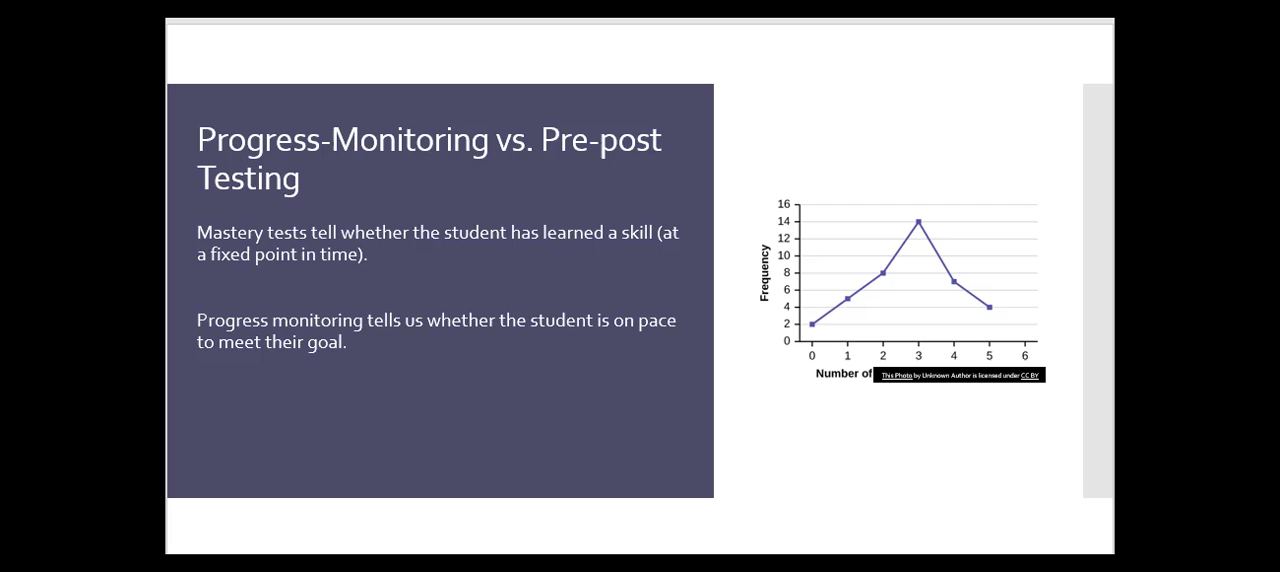 Progress-Monitoring vs. Pre-post
Testing
Mastery tests tell whether the student has learned a skill (at
a fixed point in time).
Progress monitoring tells us whether the student is on pace
to meet their goal.
16
14
12
10
8
6
4
2
0
Frequency
0 1 2 3 4 5 6
Number of
This Photo by Unknown Author is licensed under CC BY